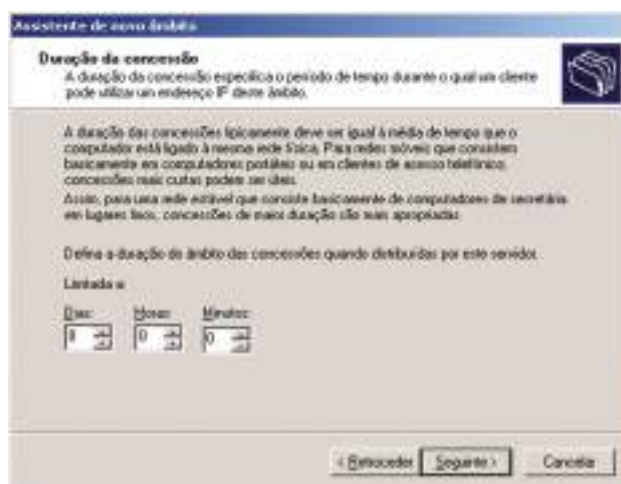 Assistente de novo âmbito
Duração da concessão
A duração da concessão especifica o período de tempo durante o qual um cliente
pode utilizar um endereço IP deste âmbito.
A duração das concessões tipicamente deve ser igual à média de tempo que o
computador está ligado à mesma rede física. Para redes móveis que consistem
basicamente em computadores portáteis ou em clientes de acesso telefónico,
concessões mais curtas podem ser úteis.
Assim, para uma rede estável que consiste basicamente de computadores de secretária
em lugares fixos, concessões de maior duração são mais apropriadas.
Defina a duração do âmbito das concessões quando distribuídas por este servidor.
Limitada a:
Dias: Horas: Minutos:
8 0 0
< Retroceder Seguinte > Cancelar